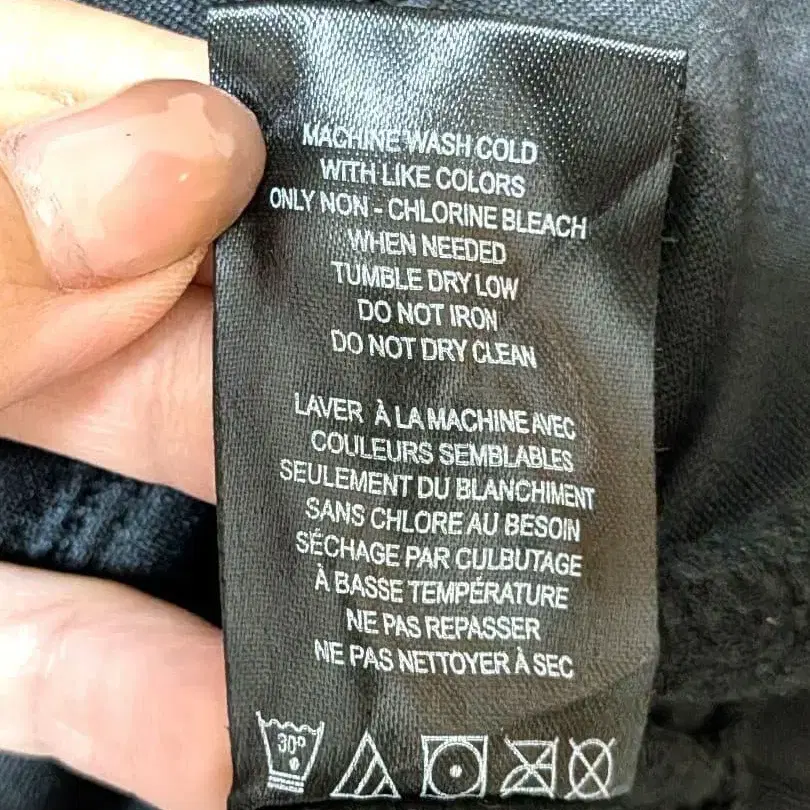 MACHINE WASH COLD
WITH LIKE COLORS
ONLY NON - CHLORINE BLEACH
WHEN NEEDED
TUMBLE DRY LOW
DO NOT IRON
DO NOT DRY CLEAN
LAVER À LA MACHINE AVEC
COULEURS SEMBLABLES
SEULEMENT DU BLANCHIMENT
SANS CHLORE AU BESOIN
SÉCHAGE PAR CULBUTAGE
À BASSE TEMPÉRATURE
NE PAS REPASSER
NE PAS NETTOYER À SEC
30°